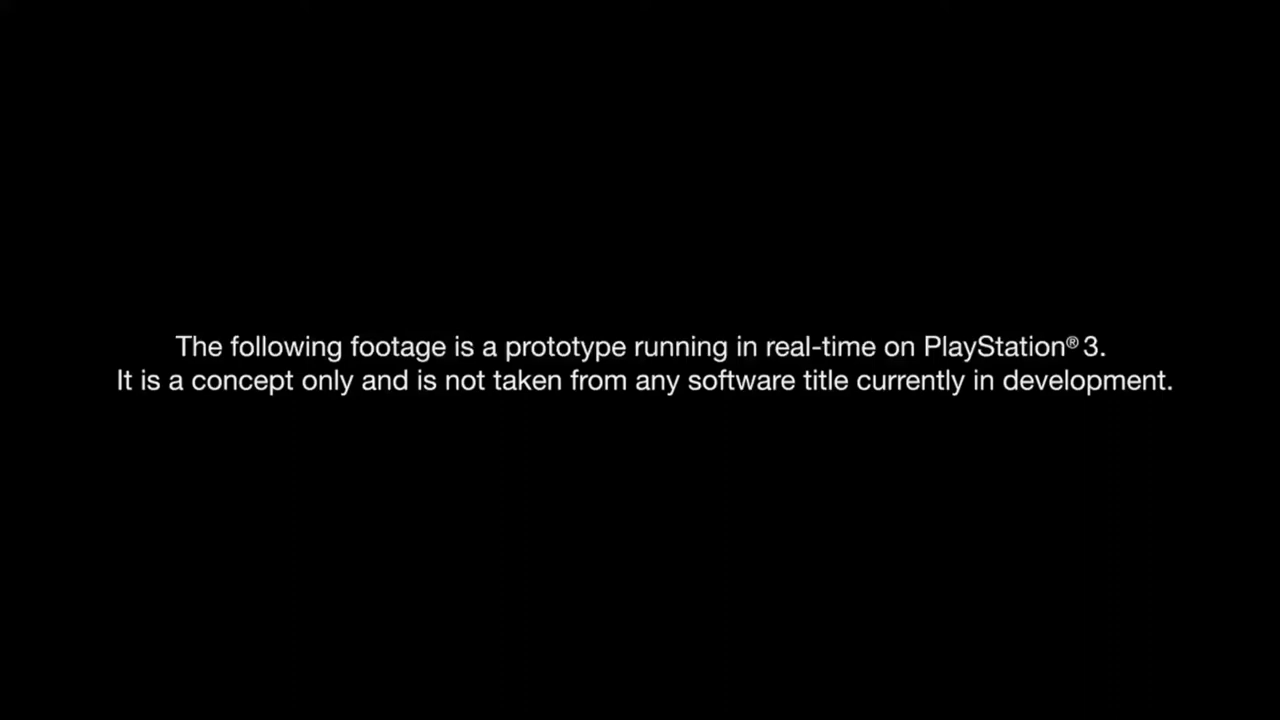 The following footage is a prototype running in real-time on PlayStation®3.
It is a concept only and is not taken from any software title currently in development.